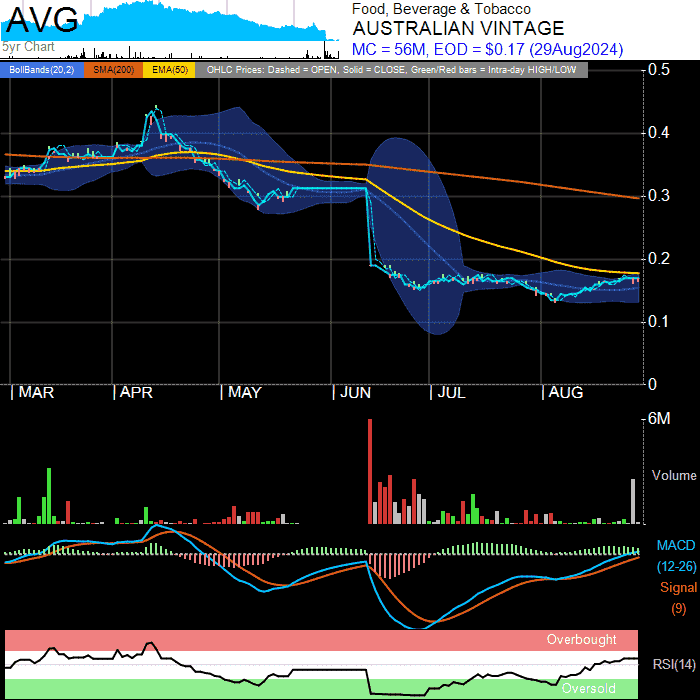 AVG
5yr Chart
Food, Beverage & Tobacco
AUSTRALIAN VINTAGE
MC = 56M, EOD = $0.17 (29Aug2024)
BollBands(20,2) SMA(200) EMA(50) OHLC Prices: Dashed = OPEN, Solid = CLOSE, Green/Red bars = Intra-day HIGH/LOW
0.5
0.4
0.3
0.2
0.1
0
MAR APR MAY JUN JUL AUG
6M
Volume
MACD
(12-26)
Signal
(9)
Overbought
RSI(14)
Oversold